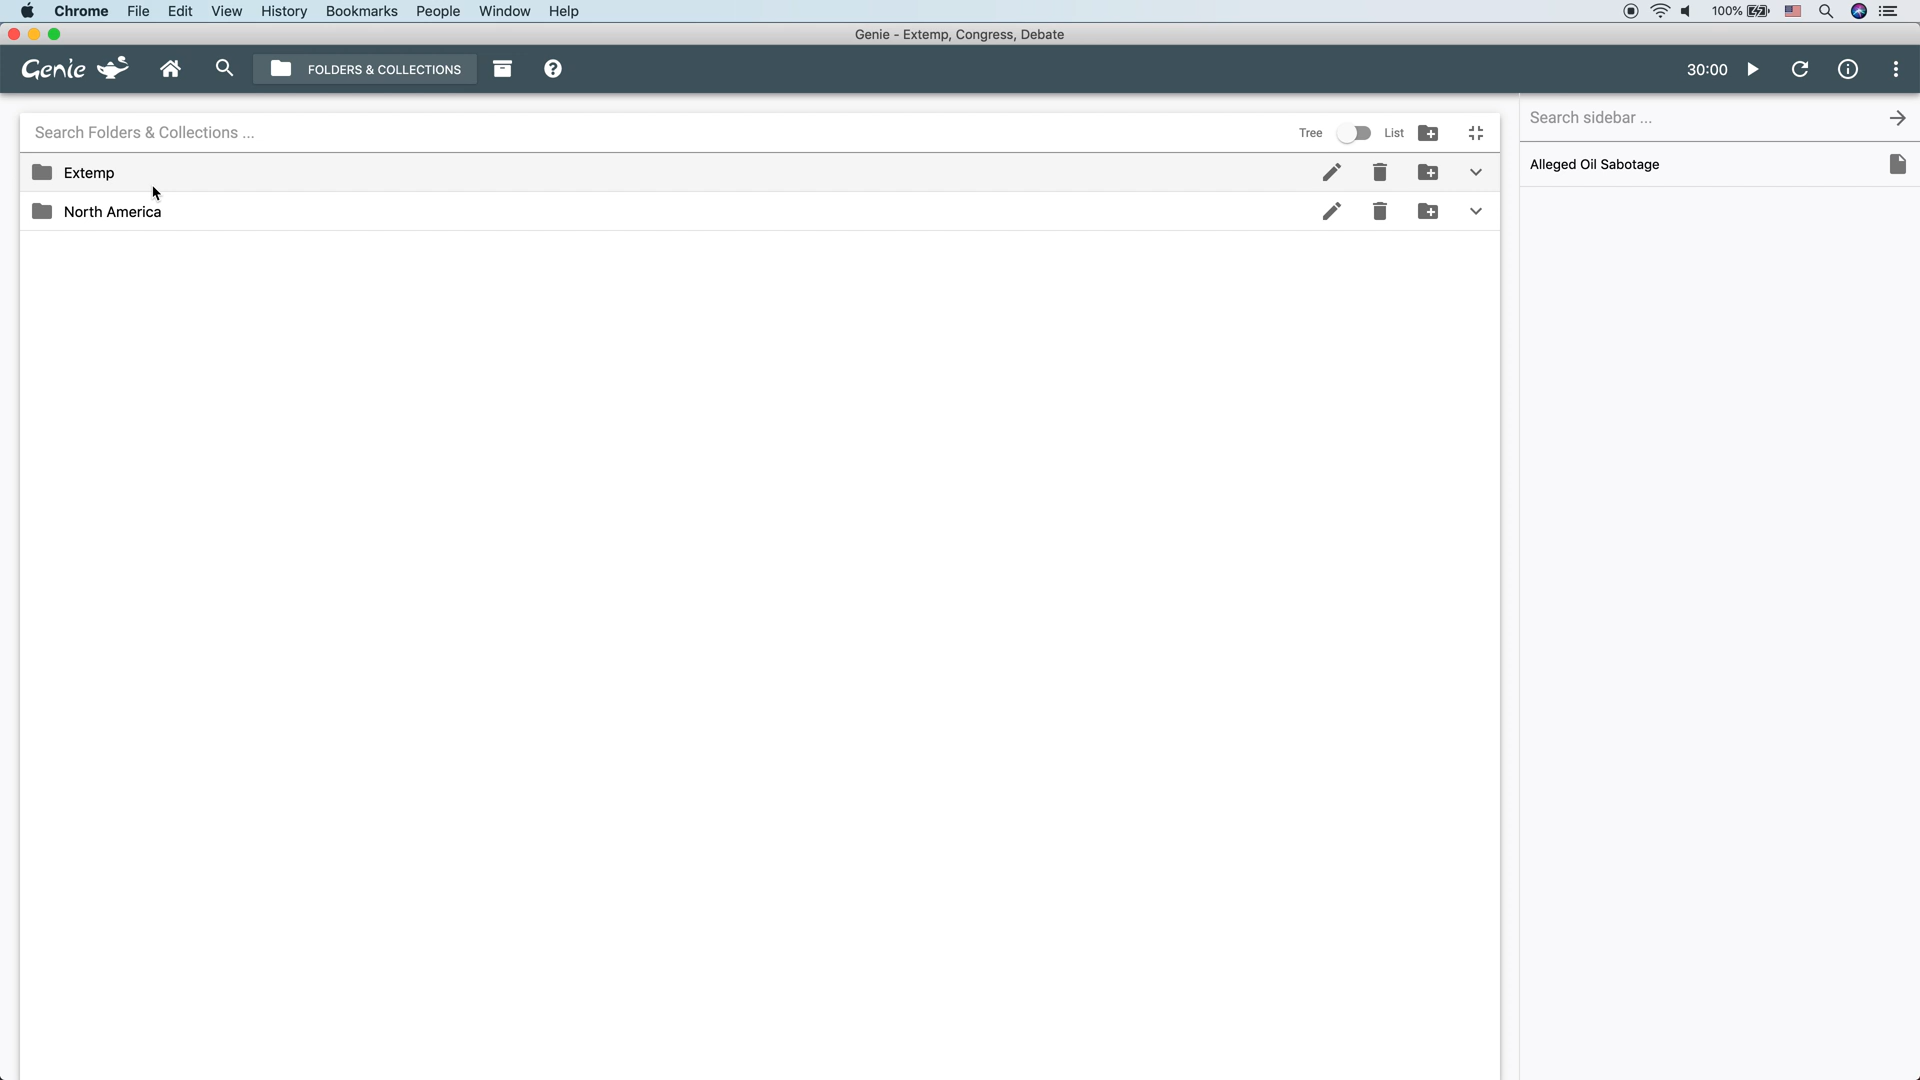 Chrome File Edit View History Bookmarks People Window Help 100%
Genie - Extemp, Congress, Debate
Genie FOLDERS & COLLECTIONS 30:00
Search Folders & Collections ... Tree List
Search sidebar ...
Extemp
Alleged Oil Sabotage
North America